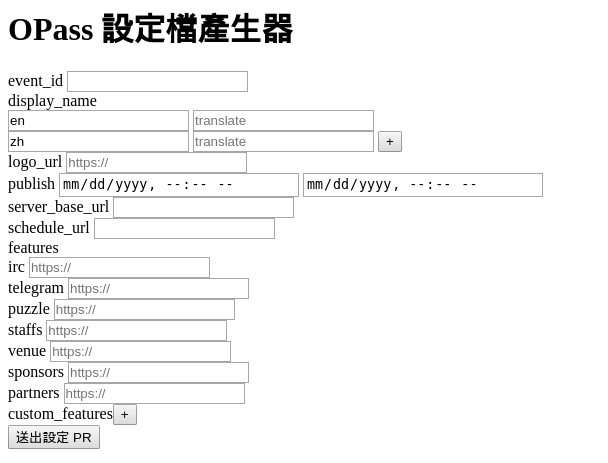 OPass 設定檔產生器
event_id
display_name
en translate
zh translate +
logo_url https://
publish mm/dd/yyyy, --:-- -- mm/dd/yyyy, --:-- --
server_base_url
schedule_url
features
irc https://
telegram https://
puzzle https://
staffs https://
venue https://
sponsors https://
partners https://
custom_features +
送出設定 PR